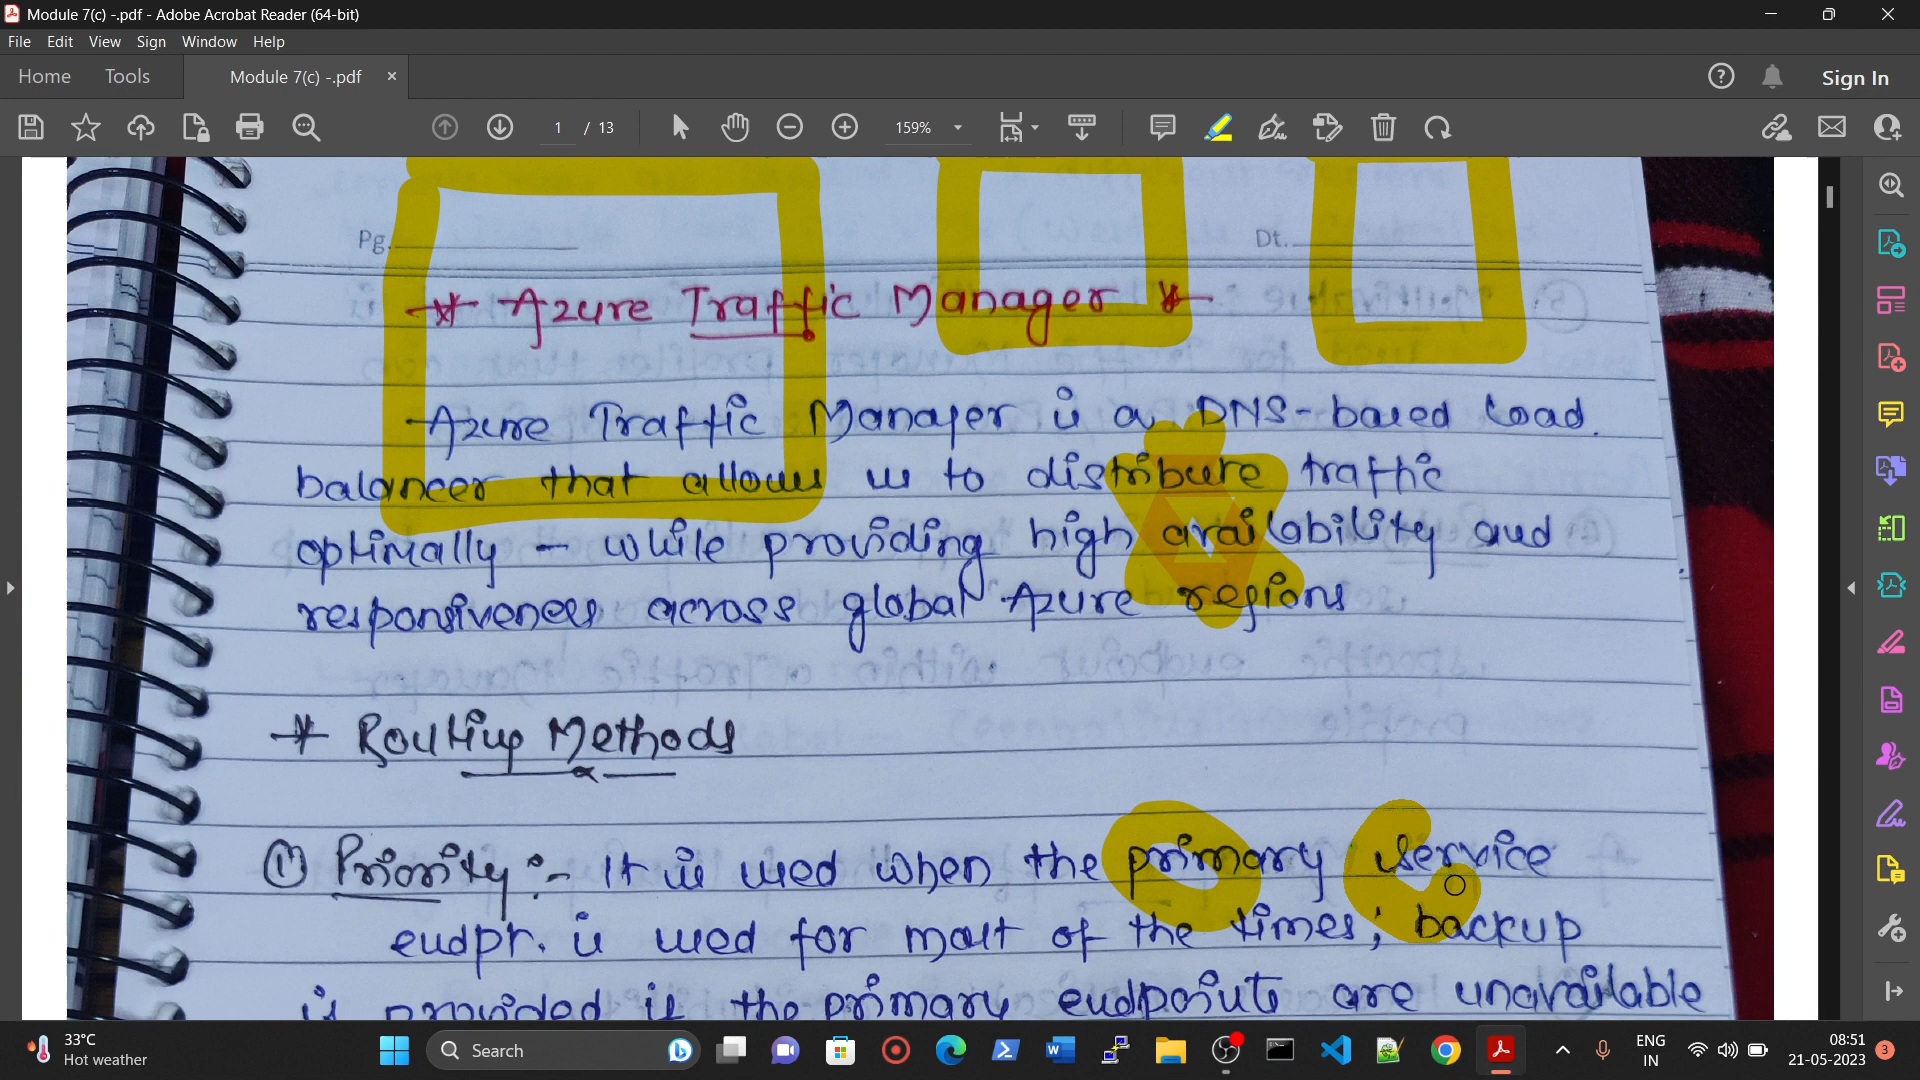 Module 7(c) -.pdf - Adobe Acrobat Reader (64-bit)
File Edit View Sign Window Help
Home Tools Module 7(c) -.pdf × Sign In
1 / 13 159%
Pg. Dt.
* Azure Traffic Manager *
Azure Traffic Manager is a DNS-based load
balancer that allows us to distribute traffic
optimally - while providing high availability and
responsiveness across global Azure regions
* Routing Methods
① Priority :- It is used when the primary service
endpt. is used for most of the times; backup
is provided if the primary endpoints are unavailable
33°C
Hot weather
Search
ENG
IN
08:51
21-05-2023
3